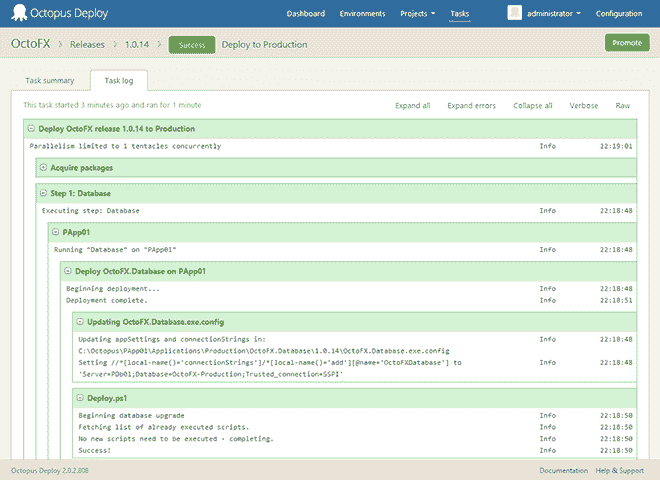 Octopus Deploy Dashboard Environments Projects Tasks administrator Configuration
OctoFX Releases 1.0.14 Success Deploy to Production Promote
Task summary Task log
This task started 3 minutes ago and ran for 1 minute Expand all Expand errors Collapse all Verbose Raw
Deploy OctoFX release 1.0.14 to Production
Parallelism limited to 1 tentacles concurrently Info 22:19:01
Acquire packages
Step 1: Database
Executing step: Database Info 22:18:48
PApp01
Running "Database" on "PApp01" Info 22:18:48
Deploy OctoFX.Database on PApp01
Beginning deployment... Info 22:18:48
Deployment complete. Info 22:18:51
Updating OctoFX.Database.exe.config
Updating appSettings and connectionStrings in: Info 22:18:48
C:\Octopus\PApp01\Applications\Production\OctoFX.Database\1.0.14\OctoFX.Database.exe.config
Setting //*[local-name()='connectionStrings']/*[local-name()='add'][@name='OctoFXDatabase'] to Info 22:18:48
'Server=PDb01;Database=OctoFX-Production;Trusted_connection=SSPI'
Deploy.ps1
Beginning database upgrade Info 22:18:50
Fetching list of already executed scripts. Info 22:18:50
No new scripts need to be executed - completing. Info 22:18:50
Success! Info 22:18:50
Octopus Deploy 2.0.2.808 Documentation Help & Support